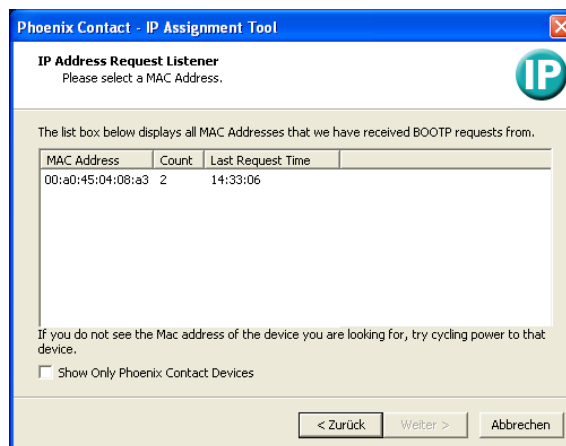 Phoenix Contact - IP Assignment Tool
IP Address Request Listener
Please select a MAC Address.
IP
The list box below displays all MAC Addresses that we have received BOOTP requests from.
MAC Address Count Last Request Time
00:a0:45:04:08:a3 2 14:33:06
If you do not see the Mac address of the device you are looking for, try cycling power to that
device.
Show Only Phoenix Contact Devices
< Zurück Weiter > Abbrechen